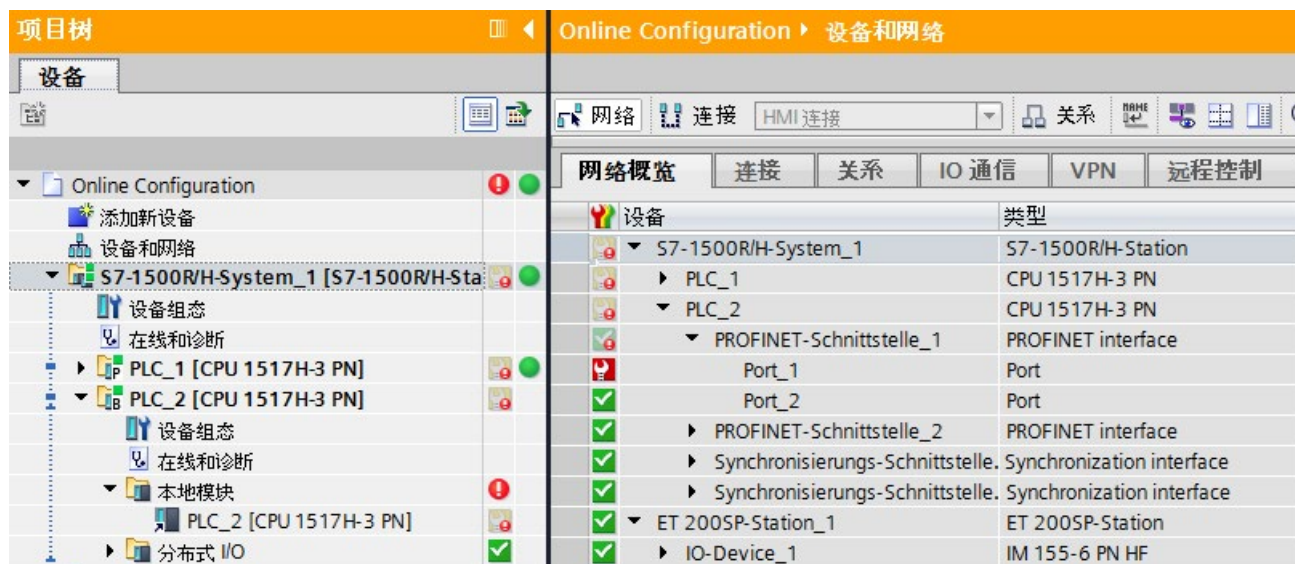 项目树
设备
Online Configuration
添加新设备
设备和网络
S7-1500R/H-System_1 [S7-1500R/H-Sta
设备组态
在线和诊断
PLC_1 [CPU 1517H-3 PN]
PLC_2 [CPU 1517H-3 PN]
设备组态
在线和诊断
本地模块
PLC_2 [CPU 1517H-3 PN]
分布式 I/O
Online Configuration 设备和网络
网络 连接 HMI 连接 关系
网络概览 连接 关系 IO 通信 VPN 远程控制
设备 类型
S7-1500R/H-System_1 S7-1500R/H-Station
PLC_1 CPU 1517H-3 PN
PLC_2 CPU 1517H-3 PN
PROFINET-Schnittstelle_1 PROFINET interface
Port_1 Port
Port_2 Port
PROFINET-Schnittstelle_2 PROFINET interface
Synchronisierungs-Schnittstelle. Synchronization interface
Synchronisierungs-Schnittstelle. Synchronization interface
ET 200SP-Station_1 ET 200SP-Station
IO-Device_1 IM 155-6 PN HF